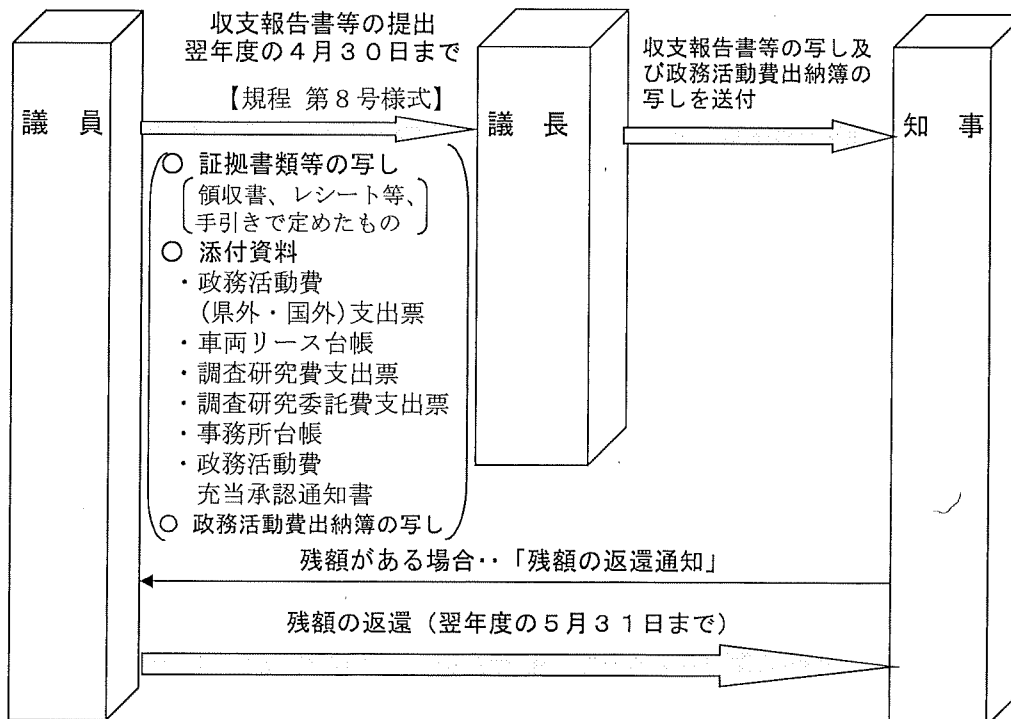 収支報告書等の提出
翌年度の４月３０日まで
【規程 第８号様式】
議　員
議　長
収支報告書等の写し及
び政務活動費出納簿の
写しを送付
知　事
○ 証拠書類等の写し
領収書、レシート等、
手引きで定めたもの
○ 添付資料
・政務活動費
(県外・国外)支出票
・車両リース台帳
・調査研究費支出票
・調査研究委託費支出票
・事務所台帳
・政務活動費
充当承認通知書
○ 政務活動費出納簿の写し
残額がある場合‥「残額の返還通知」
残額の返還（翌年度の５月３１日まで）